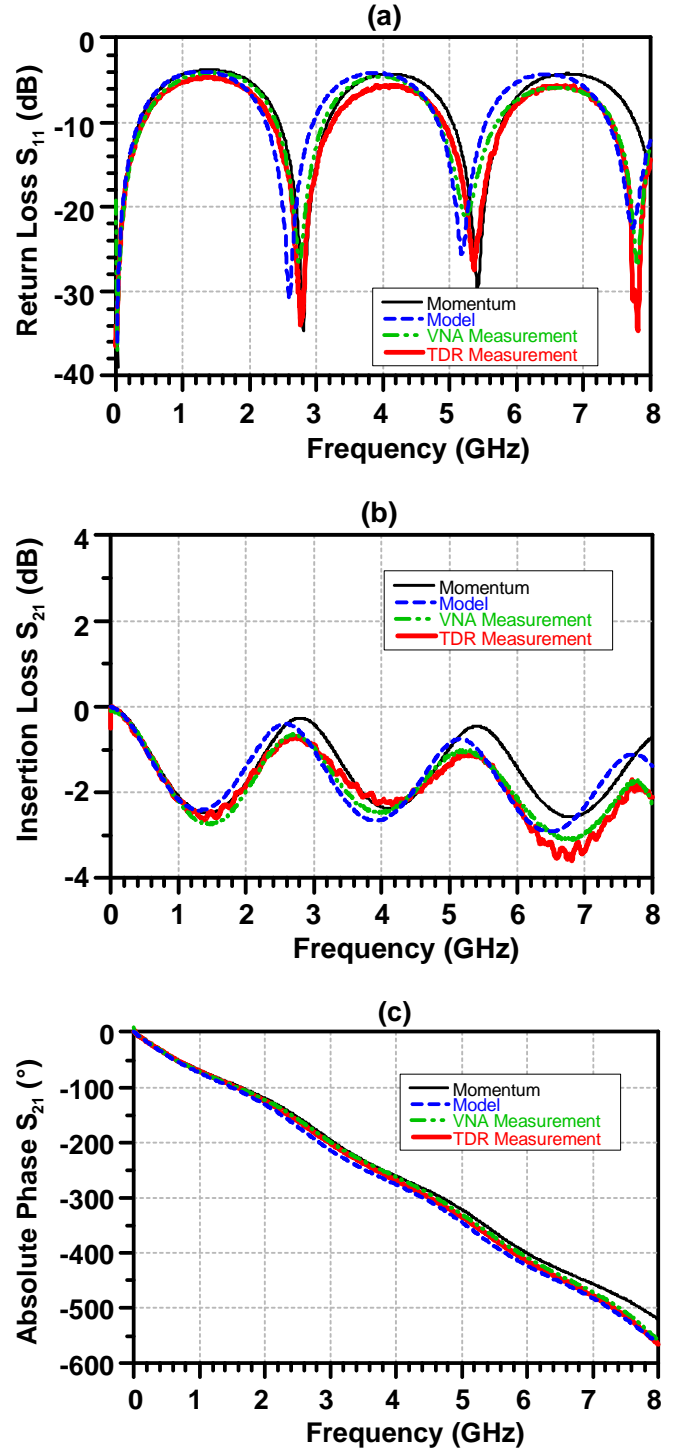 (a)
Return Loss S11 (dB)
0
-10
-20
-30
-40
Momentum
Model
VNA Measurement
TDR Measurement
0 1 2 3 4 5 6 7 8
Frequency (GHz)
(b)
Insertion Loss S21 (dB)
4
2
0
-2
-4
Momentum
Model
VNA Measurement
TDR Measurement
0 1 2 3 4 5 6 7 8
Frequency (GHz)
(c)
Absolute Phase S21 (°)
0
-100
-200
-300
-400
-500
-600
Momentum
Model
VNA Measurement
TDR Measurement
0 1 2 3 4 5 6 7 8
Frequency (GHz)